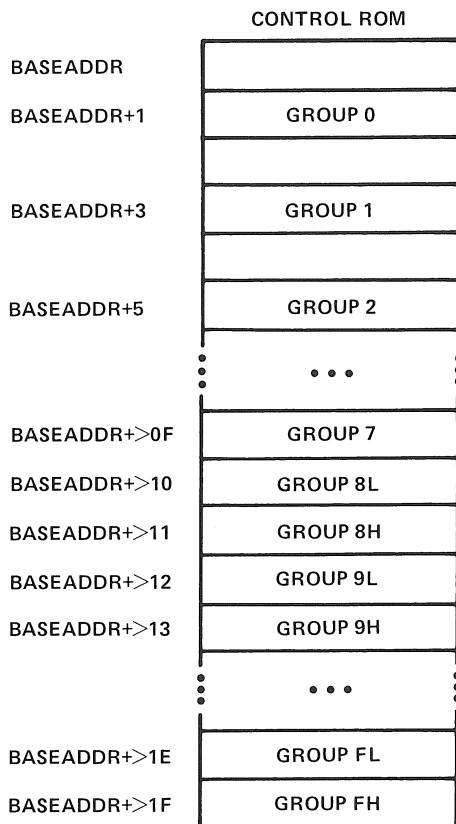 CONTROL ROM
BASEADDR
BASEADDR+1 GROUP 0
BASEADDR+3 GROUP 1
BASEADDR+5 GROUP 2
BASEADDR+>0F GROUP 7
BASEADDR+>10 GROUP 8L
BASEADDR+>11 GROUP 8H
BASEADDR+>12 GROUP 9L
BASEADDR+>13 GROUP 9H
BASEADDR+>1E GROUP FL
BASEADDR+>1F GROUP FH